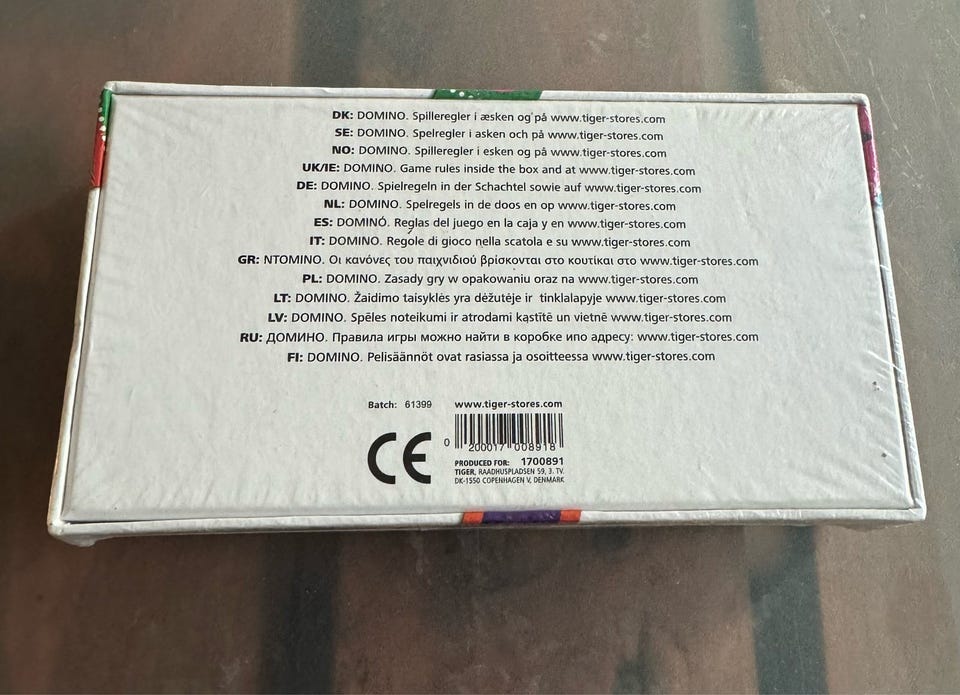 DK: DOMINO. Spilleregler i æsken og på www.tiger-stores.com
SE: DOMINO. Spelregler i asken och på www.tiger-stores.com
NO: DOMINO. Spilleregler i esken og på www.tiger-stores.com
UK/IE: DOMINO. Game rules inside the box and at www.tiger-stores.com
DE: DOMINO. Spielregeln in der Schachtel sowie auf www.tiger-stores.com
NL: DOMINO. Spelregels in de doos en op www.tiger-stores.com
ES: DOMINÓ. Reglas del juego en la caja y en www.tiger-stores.com
IT: DOMINO. Regole di gioco nella scatola e su www.tiger-stores.com
GR: ΝΤΟΜΙΝΟ. Οι κανόνες του παιχνιδιού βρίσκονται στο κουτίκαι στο www.tiger-stores.com
PL: DOMINO. Zasady gry w opakowaniu oraz na www.tiger-stores.com
LT: DOMINO. Žaidimo taisyklės yra dėžutėje ir tinklalapyje www.tiger-stores.com
LV: DOMINO. Spēles noteikumi ir atrodami kąstītē un vietnē www.tiger-stores.com
RU: ДОМИНО. Правила игры можно найти в коробке ипо адресу: www.tiger-stores.com
FI: DOMINO. Pelisäännöt ovat rasiassa ja osoitteessa www.tiger-stores.com
Batch: 61399 www.tiger-stores.com
CE
0 200017 008918
PRODUCED FOR: 1700891
TIGER, RAADHUSPLADSEN 59, 3. TV.
DK-1550 COPENHAGEN V, DENMARK